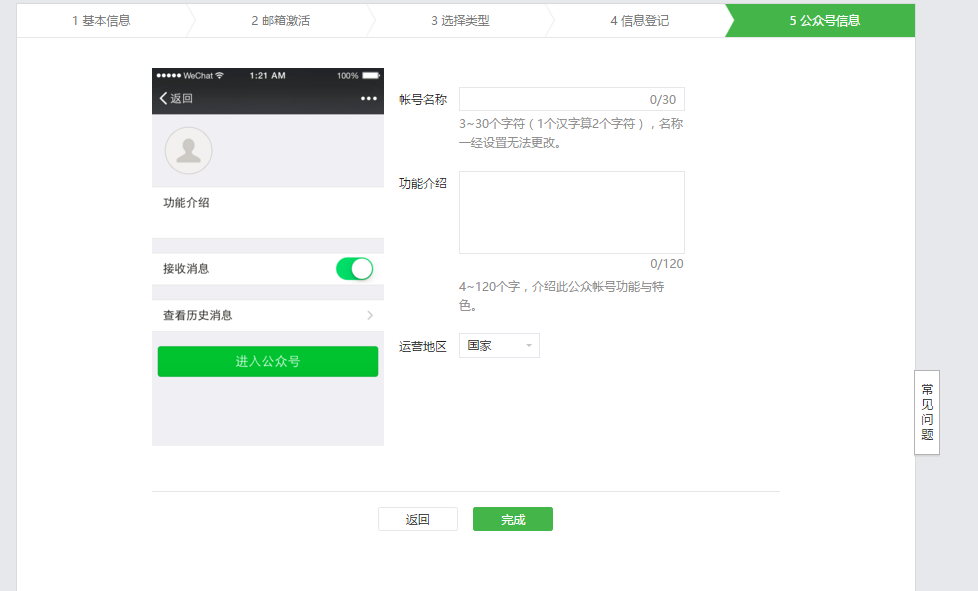 1 基本信息
2 邮箱激活
3 选择类型
4 信息登记
5 公众号信息
WeChat
1:21 AM
100%
返回
功能介绍
接收消息
查看历史消息
进入公众号
帐号名称
0/30
3~30个字符（1个汉字算2个字符），名称
一经设置无法更改。
功能介绍
0/120
4~120个字，介绍此公众帐号功能与特
色。
运营地区
国家
常
见
问
题
返回
完成